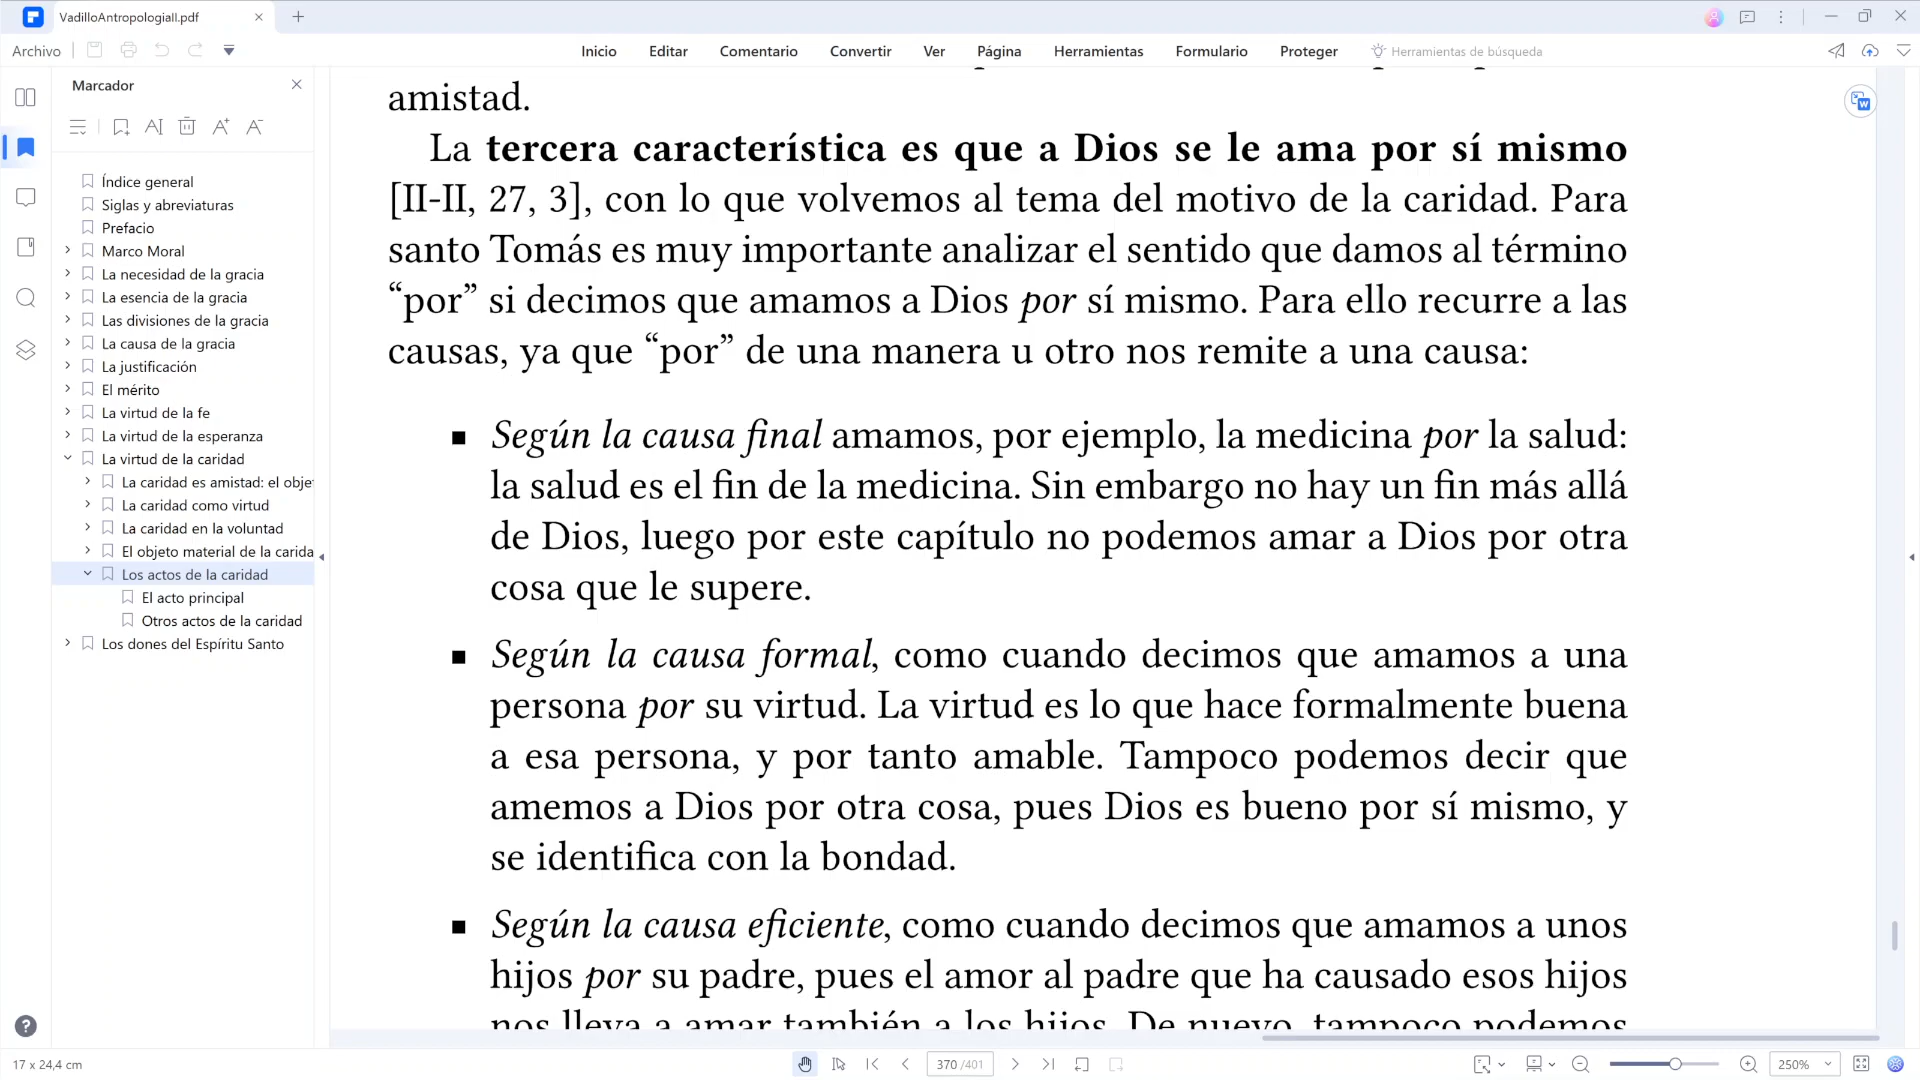 VadilloAntropologiaII.pdf
Archivo
Inicio
Editar
Comentario
Convertir
Ver
Página
Herramientas
Formulario
Proteger
Herramientas de búsqueda
Marcador
Índice general
Siglas y abreviaturas
Prefacio
Marco Moral
La necesidad de la gracia
La esencia de la gracia
Las divisiones de la gracia
La causa de la gracia
La justificación
El mérito
La virtud de la fe
La virtud de la esperanza
La virtud de la caridad
La caridad es amistad: el obje
La caridad como virtud
La caridad en la voluntad
El objeto material de la carida
Los actos de la caridad
El acto principal
Otros actos de la caridad
Los dones del Espíritu Santo
amistad.
La tercera característica es que a Dios se le ama por sí mismo
[II-II, 27, 3], con lo que volvemos al tema del motivo de la caridad. Para
santo Tomás es muy importante analizar el sentido que damos al término
“por” si decimos que amamos a Dios por sí mismo. Para ello recurre a las
causas, ya que “por” de una manera u otro nos remite a una causa:
■ Según la causa final amamos, por ejemplo, la medicina por la salud:
la salud es el fin de la medicina. Sin embargo no hay un fin más allá
de Dios, luego por este capítulo no podemos amar a Dios por otra
cosa que le supere.
■ Según la causa formal, como cuando decimos que amamos a una
persona por su virtud. La virtud es lo que hace formalmente buena
a esa persona, y por tanto amable. Tampoco podemos decir que
amemos a Dios por otra cosa, pues Dios es bueno por sí mismo, y
se identifica con la bondad.
■ Según la causa eficiente, como cuando decimos que amamos a unos
hijos por su padre, pues el amor al padre que ha causado esos hijos
nos lleva a amar también a los hijos. De nuevo, tampoco podemos
17 x 24,4 cm
370 /401
250%